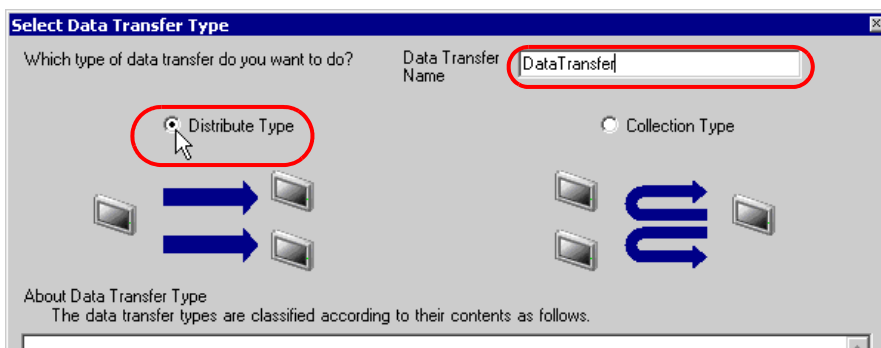 Select Data Transfer Type
Which type of data transfer do you want to do?
Data Transfer
Name
DataTransfer
Distribute Type
Collection Type
About Data Transfer Type
The data transfer types are classified according to their contents as follows.